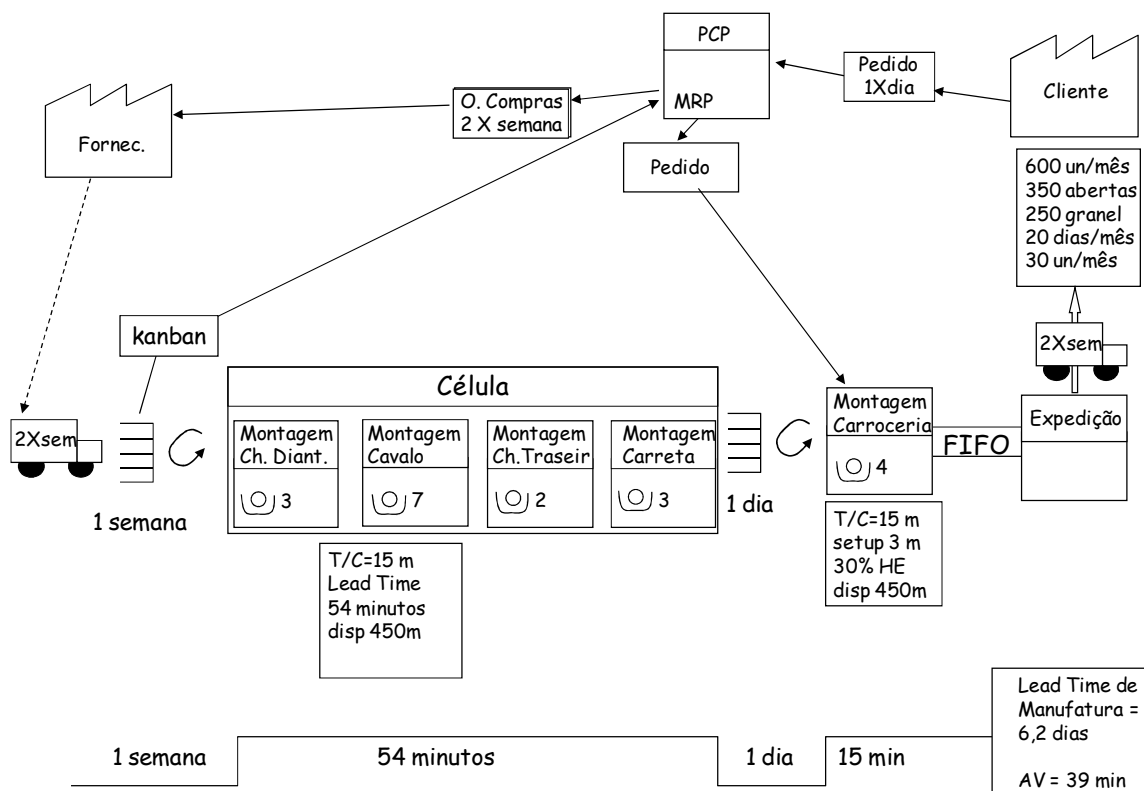 PCP
MRP
Pedido
1Xdia
Cliente
O. Compras
2 X semana
Fornec.
Pedido
600 un/mês
350 abertas
250 granel
20 dias/mês
30 un/mês
kanban
2Xsem
Célula
2Xsem
Montagem
Ch. Diant.
3
Montagem
Cavalo
7
Montagem
Ch.Traseir
2
Montagem
Carreta
3
Montagem
Carroceria
4
FIFO
Expedição
1 semana
1 dia
T/C=15 m
Lead Time
54 minutos
disp 450m
T/C=15 m
setup 3 m
30% HE
disp 450m
1 semana
54 minutos
1 dia
15 min
Lead Time de
Manufatura =
6,2 dias
AV = 39 min